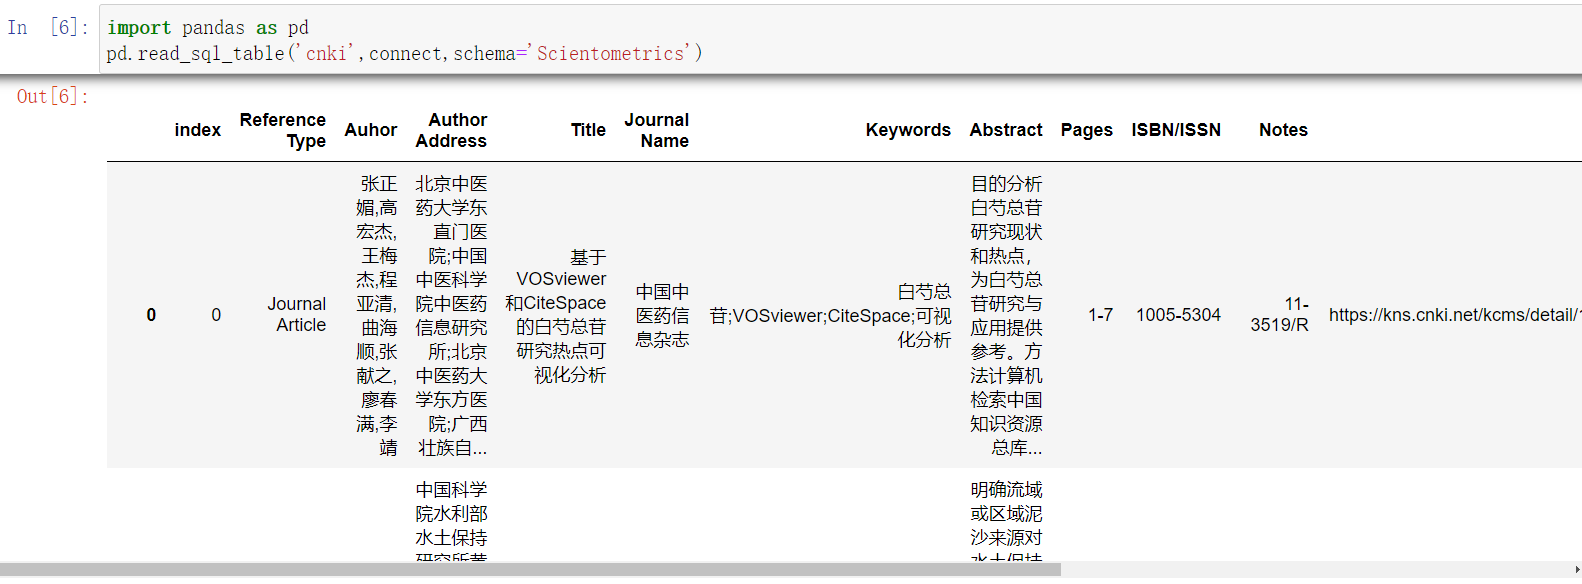 In [6]:
import pandas as pd
pd.read_sql_table('cnki',connect,schema='Scientometrics')
Out[6]:
index
Reference
Type
Auhor
Author
Address
Title
Journal
Name
Keywords
Abstract
Pages
ISBN/ISSN
Notes
0
0
Journal
Article
张正
媚,高
宏杰,
王梅
杰,程
亚清,
曲海
顺,张
献之,
廖春
满,李
靖
北京中医
药大学东
直门医
院;中国
中医科学
院中医药
信息研究
所;北京
中医药大
学东方医
院;广西
壮族自...
基于
VOSviewer
和CiteSpace
的白芍总苷
研究热点可
视化分析
中国中
医药信
息杂志
白芍总
苷;VOSviewer;CiteSpace;可视
化分析
目的分析
白芍总苷
研究现状
和热点，
为白芍总
苷研究与
应用提供
参考。方
法计算机
检索中国
知识资源
总库...
1-7
1005-5304
11-
3519/R
https://kns.cnki.net/kcms/detail/
中国科学
院水利部
水土保持
研究所黄
明确流域
或区域泥
沙来源对
水土保持